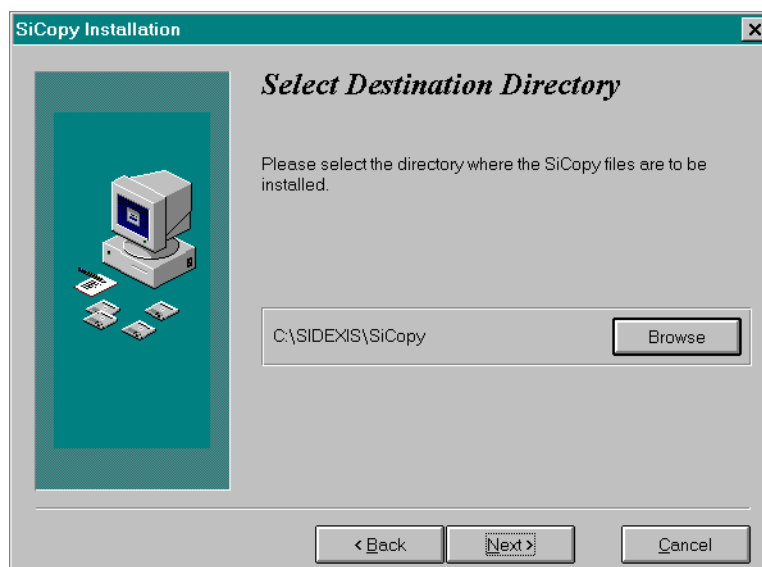 SiCopy Installation
Select Destination Directory
Please select the directory where the SiCopy files are to be
installed.
C:\SIDEXIS\SiCopy
Browse
< Back
Next >
Cancel